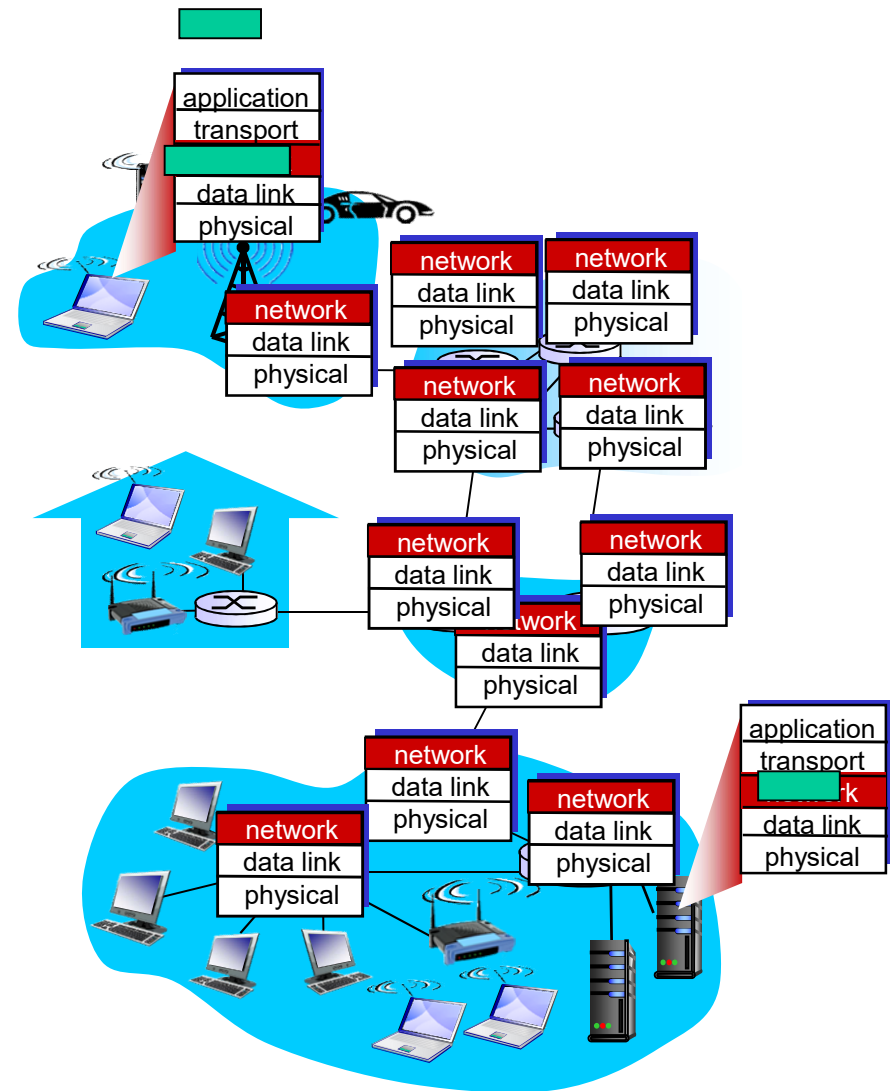 application
transport
data link
physical
network
data link
physical
network
data link
physical
network
data link
physical
network
data link
physical
network
data link
physical
network
data link
physical
network
data link
physical
network
data link
physical
application
transport
data link
physical
network
data link
physical
network
data link
physical
network
data link
physical